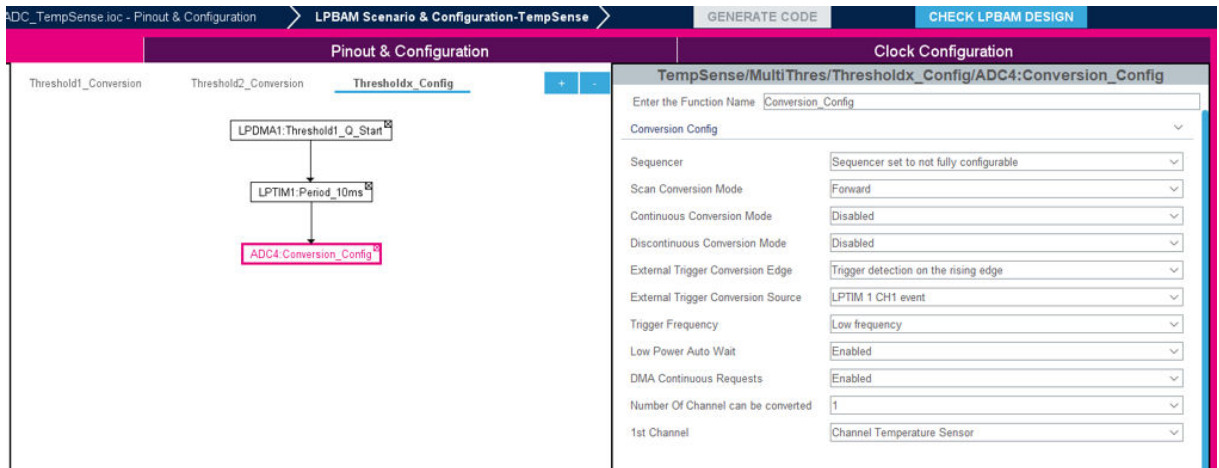 ADC_TempSense.ioc - Pinout & Configuration LPBAM Scenario & Configuration-TempSense GENERATE CODE CHECK LPBAM DESIGN
Pinout & Configuration Clock Configuration
Threshold1_Conversion Threshold2_Conversion Thresholdx_Config + -
LPDMA1:Threshold1_Q_Start
LPTIM1:Period_10ms
ADC4:Conversion_Config
TempSense/MultiThres/Thresholdx_Config/ADC4:Conversion_Config
Enter the Function Name Conversion_Config
Conversion Config
Sequencer Sequencer set to not fully configurable
Scan Conversion Mode Forward
Continuous Conversion Mode Disabled
Discontinuous Conversion Mode Disabled
External Trigger Conversion Edge Trigger detection on the rising edge
External Trigger Conversion Source LPTIM 1 CH1 event
Trigger Frequency Low frequency
Low Power Auto Wait Enabled
DMA Continuous Requests Enabled
Number Of Channel can be converted 1
1st Channel Channel Temperature Sensor